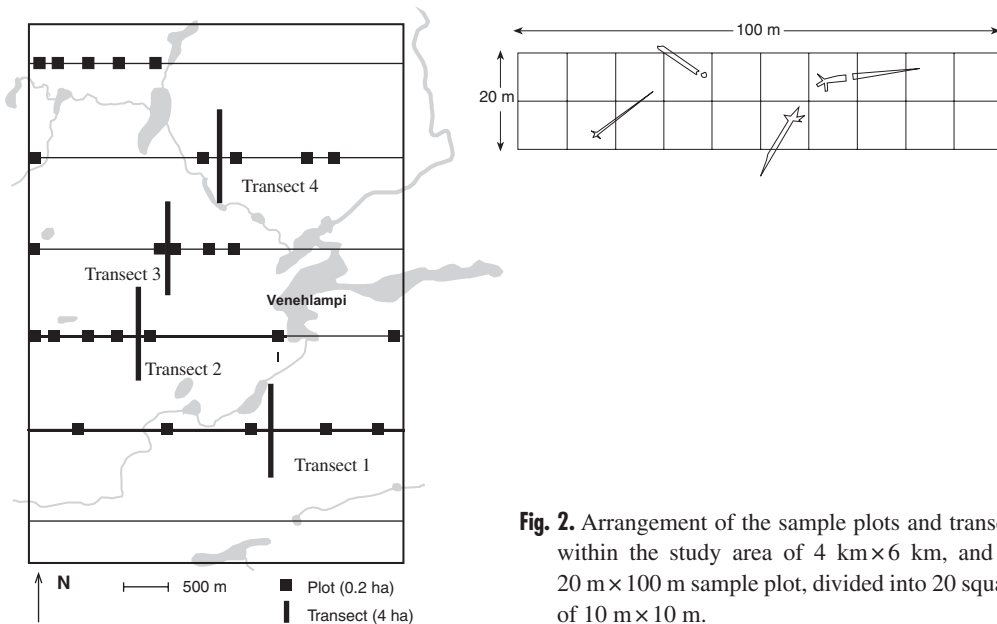 100 m
20 m
Transect 4
Transect 3
Venehlampi
Transect 2
Transect 1
N
500 m
Plot (0.2 ha)
Transect (4 ha)
Fig. 2. Arrangement of the sample plots and
within the study area of 4 km×6 km, and
20 m×100 m sample plot, divided into 20
of 10 m×10 m.